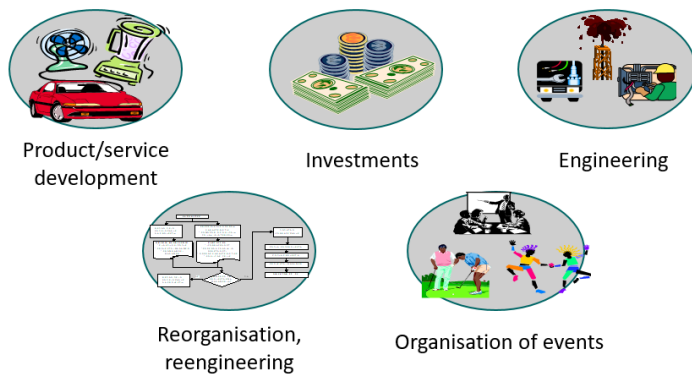 Product/service
development
Investments
Engineering
Reorganisation,
reengineering
Organisation of events